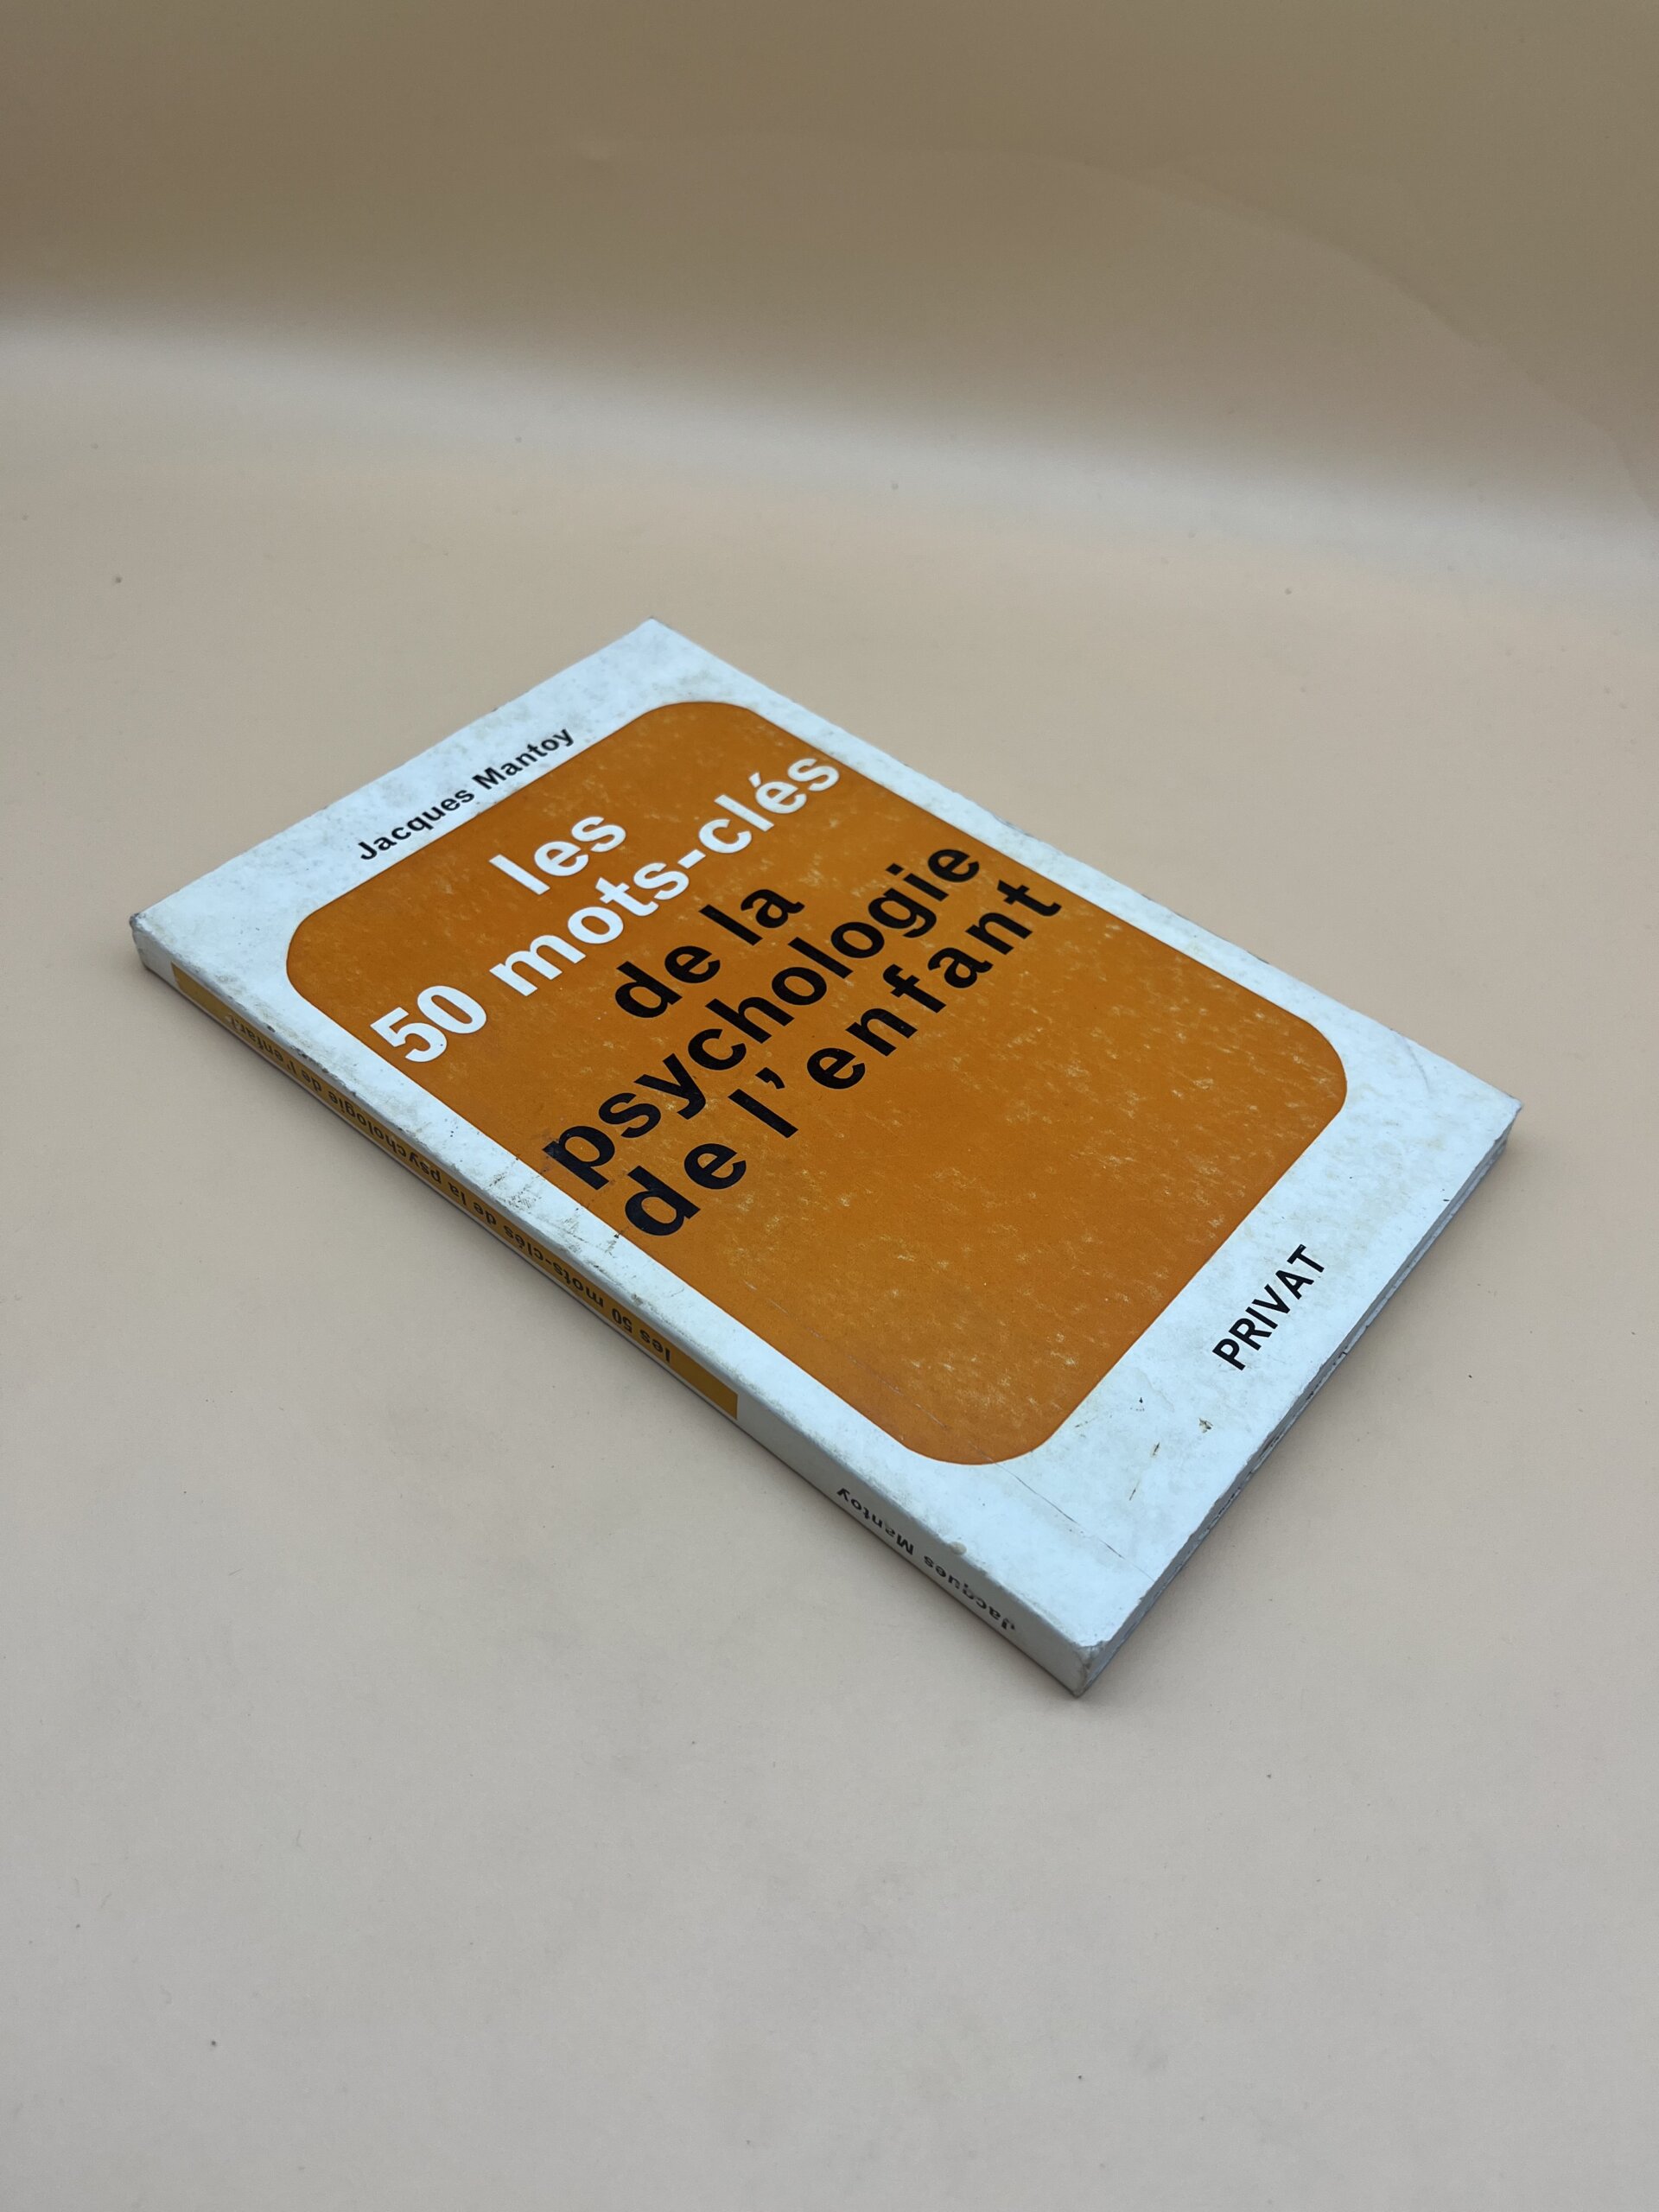 Jacques Mantoy
les
50 mots-clés
de la
psychologie
de l'enfant
PRIVAT
les 50 mots-clés de la psychologie de l'enfant
Jacques Mantoy